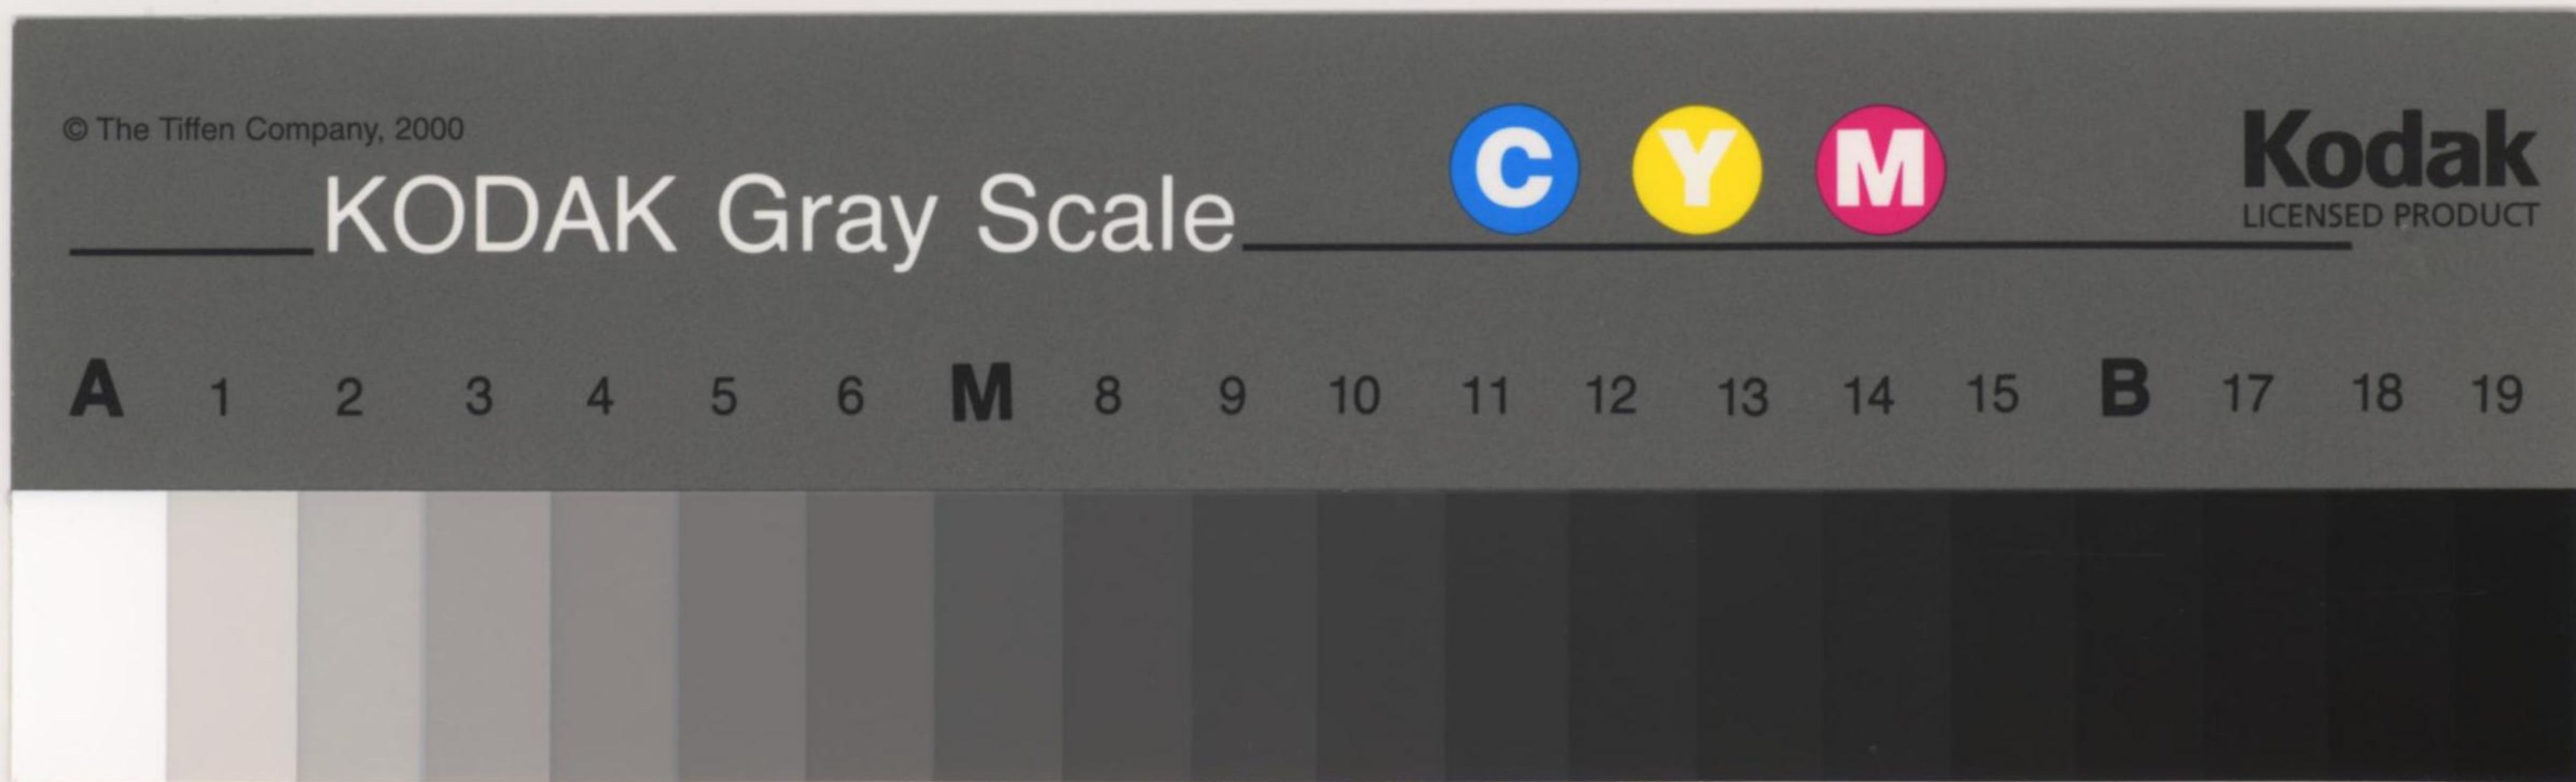 © The Tiffen Company, 2000
KODAK Gray Scale
C Y M
Kodak
LICENSED PRODUCT
A 1 2 3 4 5 6 M 8 9 10 11 12 13 14 15 B 17 18 19